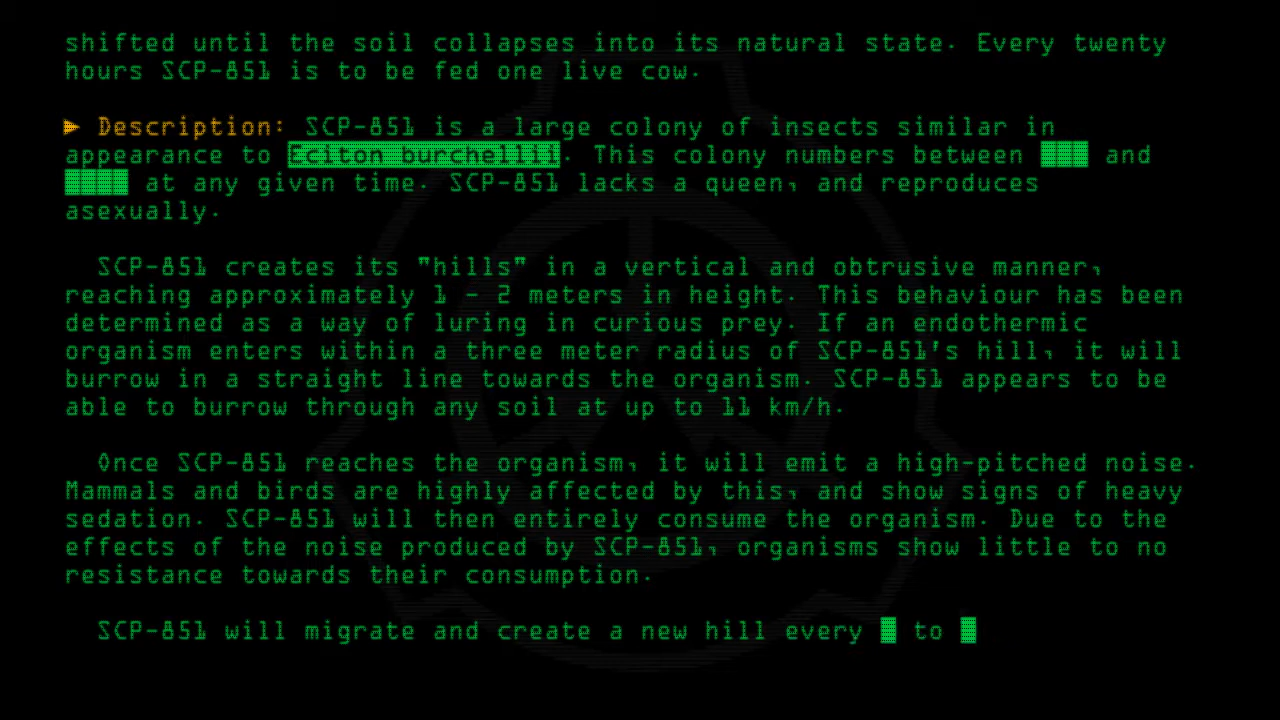 shifted until the soil collapses into its natural state. Every twenty
hours SCP-851 is to be fed one live cow.
► Description: SCP-851 is a large colony of insects similar in
appearance to Eciton burchellii. This colony numbers between ███ and
████ at any given time. SCP-851 lacks a queen, and reproduces
asexually.
SCP-851 creates its "hills" in a vertical and obtrusive manner,
reaching approximately 1 - 2 meters in height. This behaviour has been
determined as a way of luring in curious prey. If an endothermic
organism enters within a three meter radius of SCP-851's hill, it will
burrow in a straight line towards the organism. SCP-851 appears to be
able to burrow through any soil at up to 11 km/h.
Once SCP-851 reaches the organism, it will emit a high-pitched noise.
Mammals and birds are highly affected by this, and show signs of heavy
sedation. SCP-851 will then entirely consume the organism. Due to the
effects of the noise produced by SCP-851, organisms show little to no
resistance towards their consumption.
SCP-851 will migrate and create a new hill every █ to █